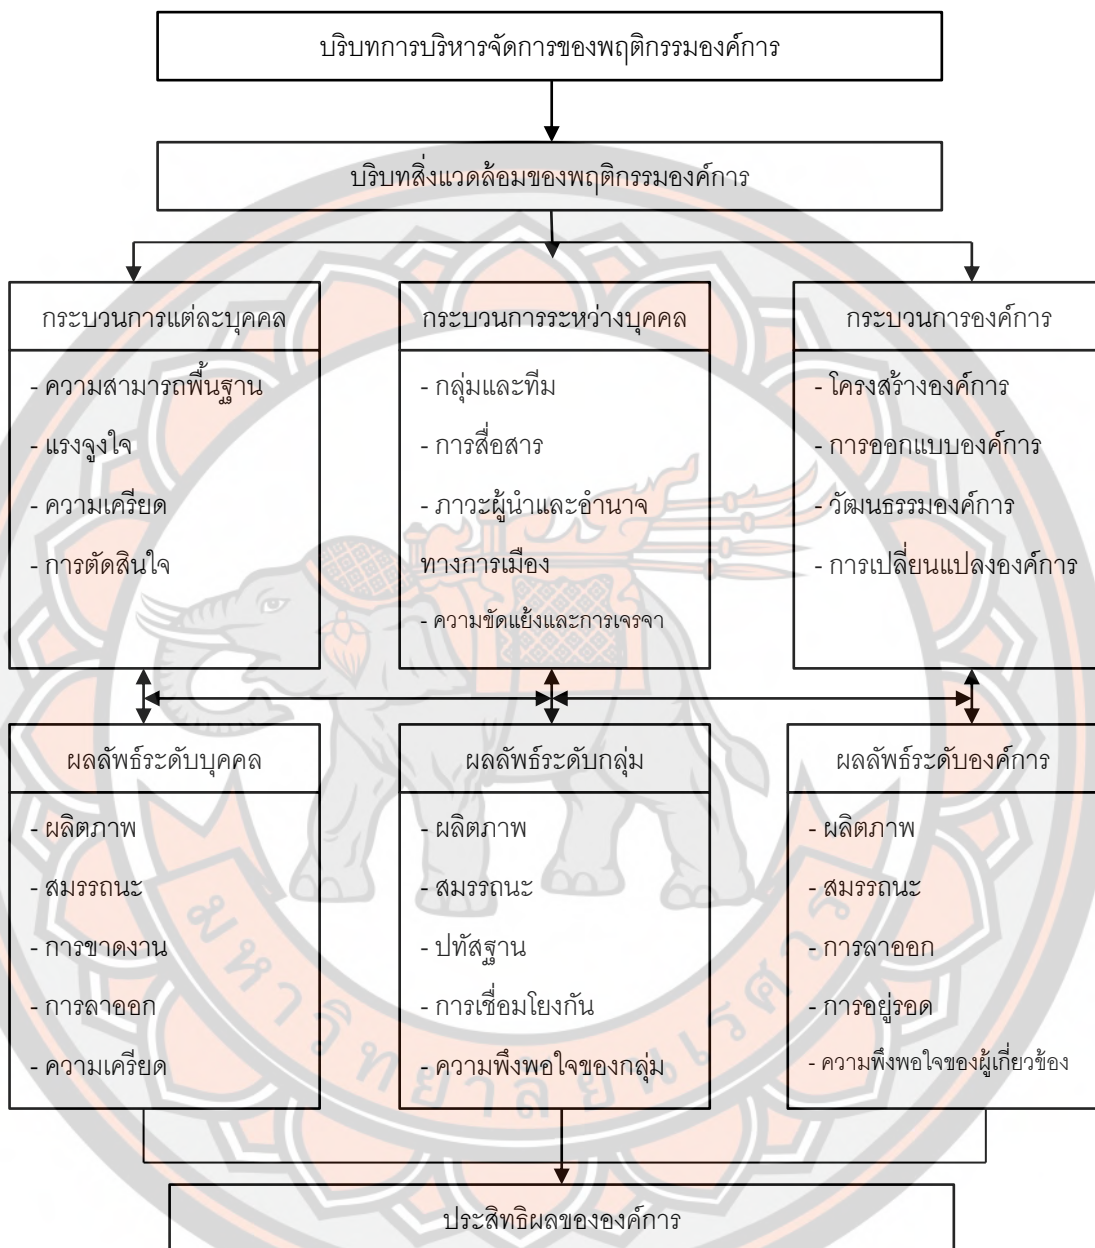 บริบทการบริหารจัดการของพฤติกรรมองค์การ
บริบทสิ่งแวดล้อมของพฤติกรรมองค์การ
กระบวนการแต่ละบุคคล
- ความสามารถพื้นฐาน
- แรงจูงใจ
- ความเครียด
- การตัดสินใจ
กระบวนการระหว่างบุคคล
- กลุ่มและทีม
- การสื่อสาร
- ภาวะผู้นำและอำนาจ
ทางการเมือง
- ความขัดแย้งและการเจรจา
กระบวนการองค์การ
- โครงสร้างองค์การ
- การออกแบบองค์การ
- วัฒนธรรมองค์การ
- การเปลี่ยนแปลงองค์การ
ผลลัพธ์ระดับบุคคล
- ผลิตภาพ
- สมรรถนะ
- การขาดงาน
- การลาออก
- ความเครียด
ผลลัพธ์ระดับกลุ่ม
- ผลิตภาพ
- สมรรถนะ
- ปทัสฐาน
- การเชื่อมโยงกัน
- ความพึงพอใจของกลุ่ม
ผลลัพธ์ระดับองค์การ
- ผลิตภาพ
- สมรรถนะ
- การลาออก
- การอยู่รอด
- ความพึงพอใจของผู้เกี่ยวข้อง
ประสิทธิผลขององค์การ
มหาวิทยาลัยนเรศวร